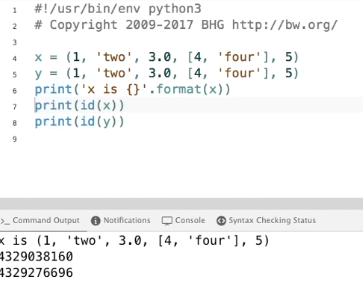 1 #!/usr/bin/env python3
2 # Copyright 2009-2017 BHG http://bw.org/
3
4 x = (1, 'two', 3.0, [4, 'four'], 5)
5 y = (1, 'two', 3.0, [4, 'four'], 5)
6 print('x is {}'.format(x))
7 print(id(x))
8 print(id(y))
9
>_ Command Output Notifications Console Syntax Checking Status
x is (1, 'two', 3.0, [4, 'four'], 5)
4329038160
4329276696